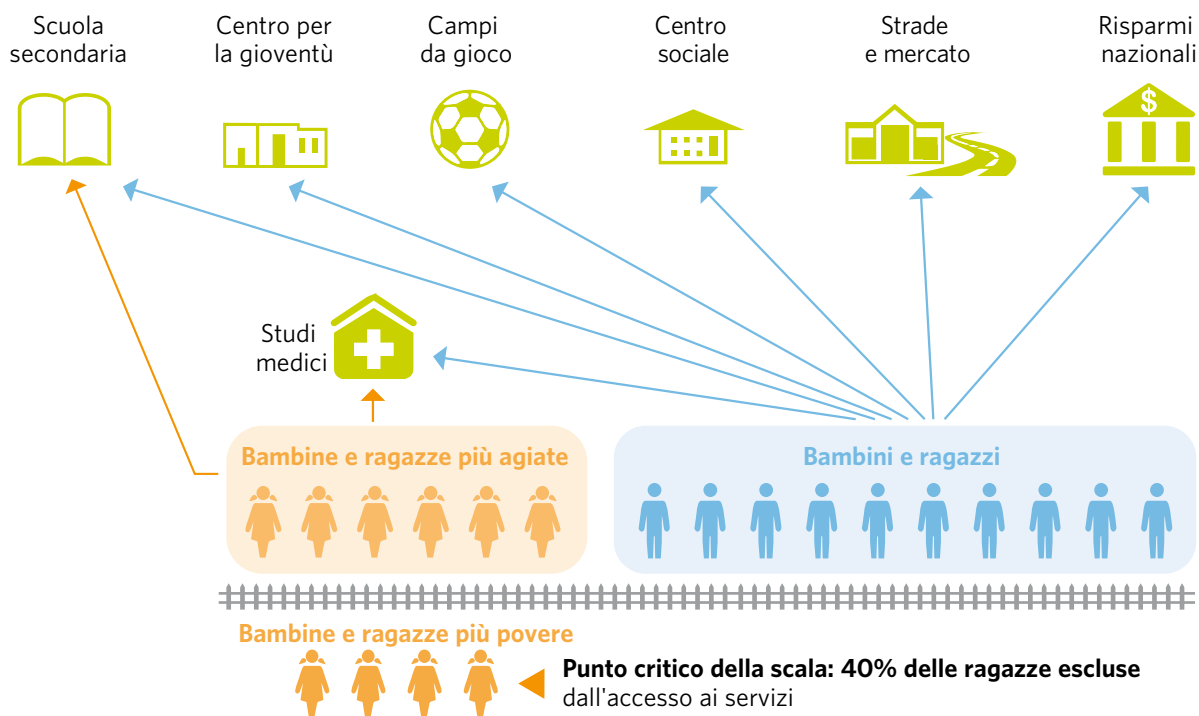 Scuola
secondaria
Centro per
la gioventù
Campi
da gioco
Centro
sociale
Strade
e mercato
Risparmi
nazionali
$
Studi
medici
Bambine e ragazze più agiate
Bambini e ragazzi
Bambine e ragazze più povere
Punto critico della scala: 40% delle ragazze escluse
dall'accesso ai servizi